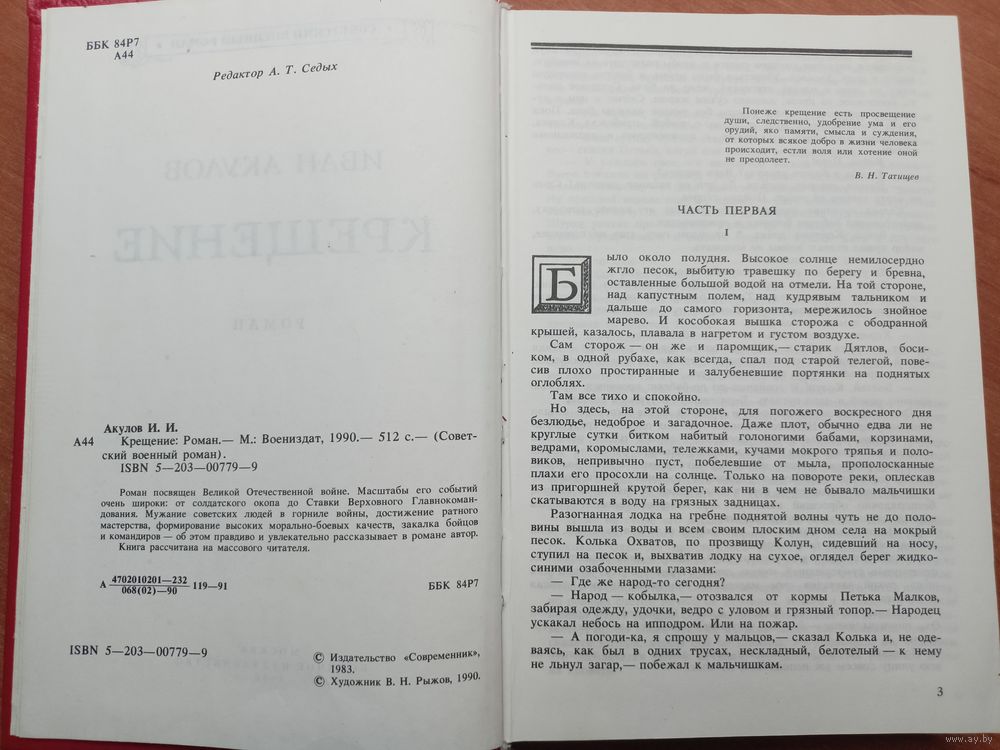 ББК 84Р7
А44
Редактор А. Т. Седых
ИВАН АКУЛОВ
КРЕЩЕНИЕ
РОМАН
Акулов И. И.
А44 Крещение: Роман.— М.: Воениздат, 1990.— 512 с.— (Совет-
ский военный роман).
ISBN 5—203—00779—9
Роман посвящен Великой Отечественной войне. Масштабы его событий
очень широки: от солдатского окопа до Ставки Верховного Главнокоман-
дования. Мужание советских людей в горниле войны, достижение ратного
мастерства, формирование высоких морально-боевых качеств, закалка бойцов
и командиров — об этом правдиво и увлекательно рассказывает в романе автор.
Книга рассчитана на массового читателя.
А 4702010201—232
068(02)—90 119—91 ББК 84Р7
ISBN 5—203—00779—9
© Издательство «Современник»,
1983.
© Художник В. Н. Рыжов, 1990.
Понеже крещение есть просвещение
души, следственно, удобрение ума и его
орудий, яко памяти, смысла и суждения,
от которых всякое добро в жизни человека
происходит, естли воля или хотение оной
не преодолеет.
В. Н. Татищев
ЧАСТЬ ПЕРВАЯ
I
Было около полудня. Высокое солнце немилосердно
жгло песок, выбитую травешку по берегу и бревна,
оставленные большой водой на отмели. На той стороне,
над капустным полем, над кудрявым тальником и
дальше до самого горизонта, мережилось знойное
марево. И кособокая вышка сторожа с ободранной
крышей, казалось, плавала в нагретом и густом воздухе.
Сам сторож — он же и паромщик,— старик Дятлов, боси-
ком, в одной рубахе, как всегда, спал под старой телегой, пове-
сив плохо простиранные и залубеневшие портянки на поднятых
оглоблях.
Там все тихо и спокойно.
Но здесь, на этой стороне, для погожего воскресного дня
безлюдье, недоброе и загадочное. Даже плот, обычно едва ли не
круглые сутки битком набитый голоногими бабами, корзинами,
ведрами, коромыслами, тележками, кучами мокрого тряпья и поло-
виков, непривычно пуст, побелевшие от мыла, прополосканные
плахи его просохли на солнце. Только на повороте реки, оплескав
из пригоршней крутой берег, как ни в чем не бывало мальчишки
скатываются в воду на грязных задницах.
Разогнанная лодка на гребне поднятой волны чуть не до поло-
вины вышла из воды и всем своим плоским дном села на мокрый
песок. Колька Охватов, по прозвищу Колун, сидевший на носу,
ступил на песок и, выхватив лодку на сухое, оглядел берег жидко-
синими озабоченными глазами:
— Где же народ-то сегодня?
— Народ — кобылка,— отозвался от кормы Петька Малков,
забирая одежду, удочки, ведро с уловом и грязный топор.— Народец
ускакал небось на ипподром. Или на пожар.
— А погоди-ка, я спрошу у мальцов,— сказал Колька и, не оде-
ваясь, как был в одних трусах, нескладный, белотелый — к нему
не льнул загар,— побежал к мальчишкам.
3
www.ay.by